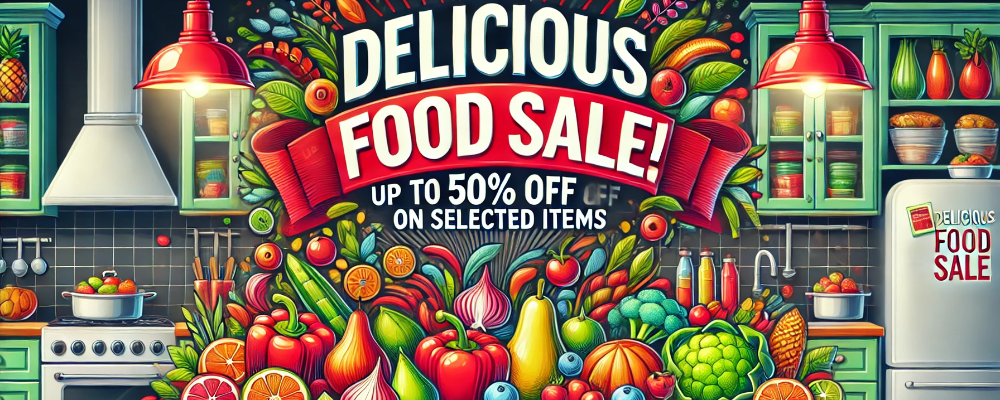 DELICIOUS
FOOD SALE!
UP TO 50% OFF
ON SELECTED ITEMS
DELICIOUS
FOOD
SALE